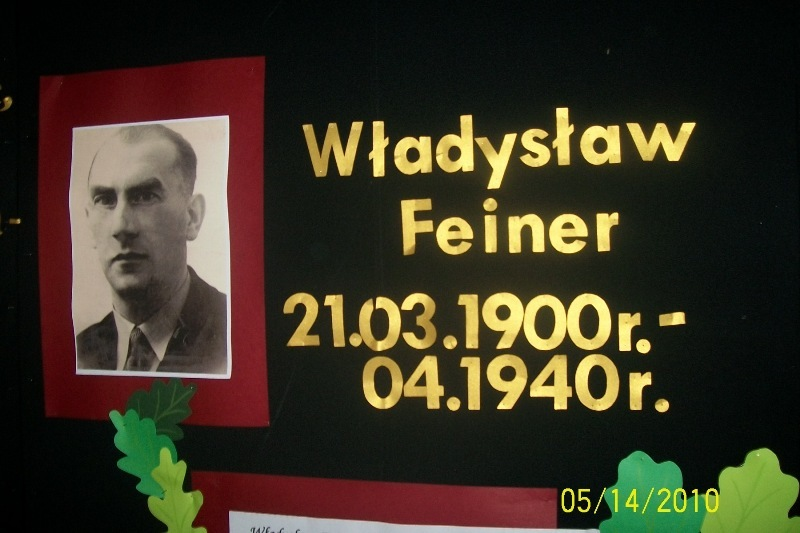 Władysław
Feiner
21.03.1900r.-
04.1940r.
05/14/2010